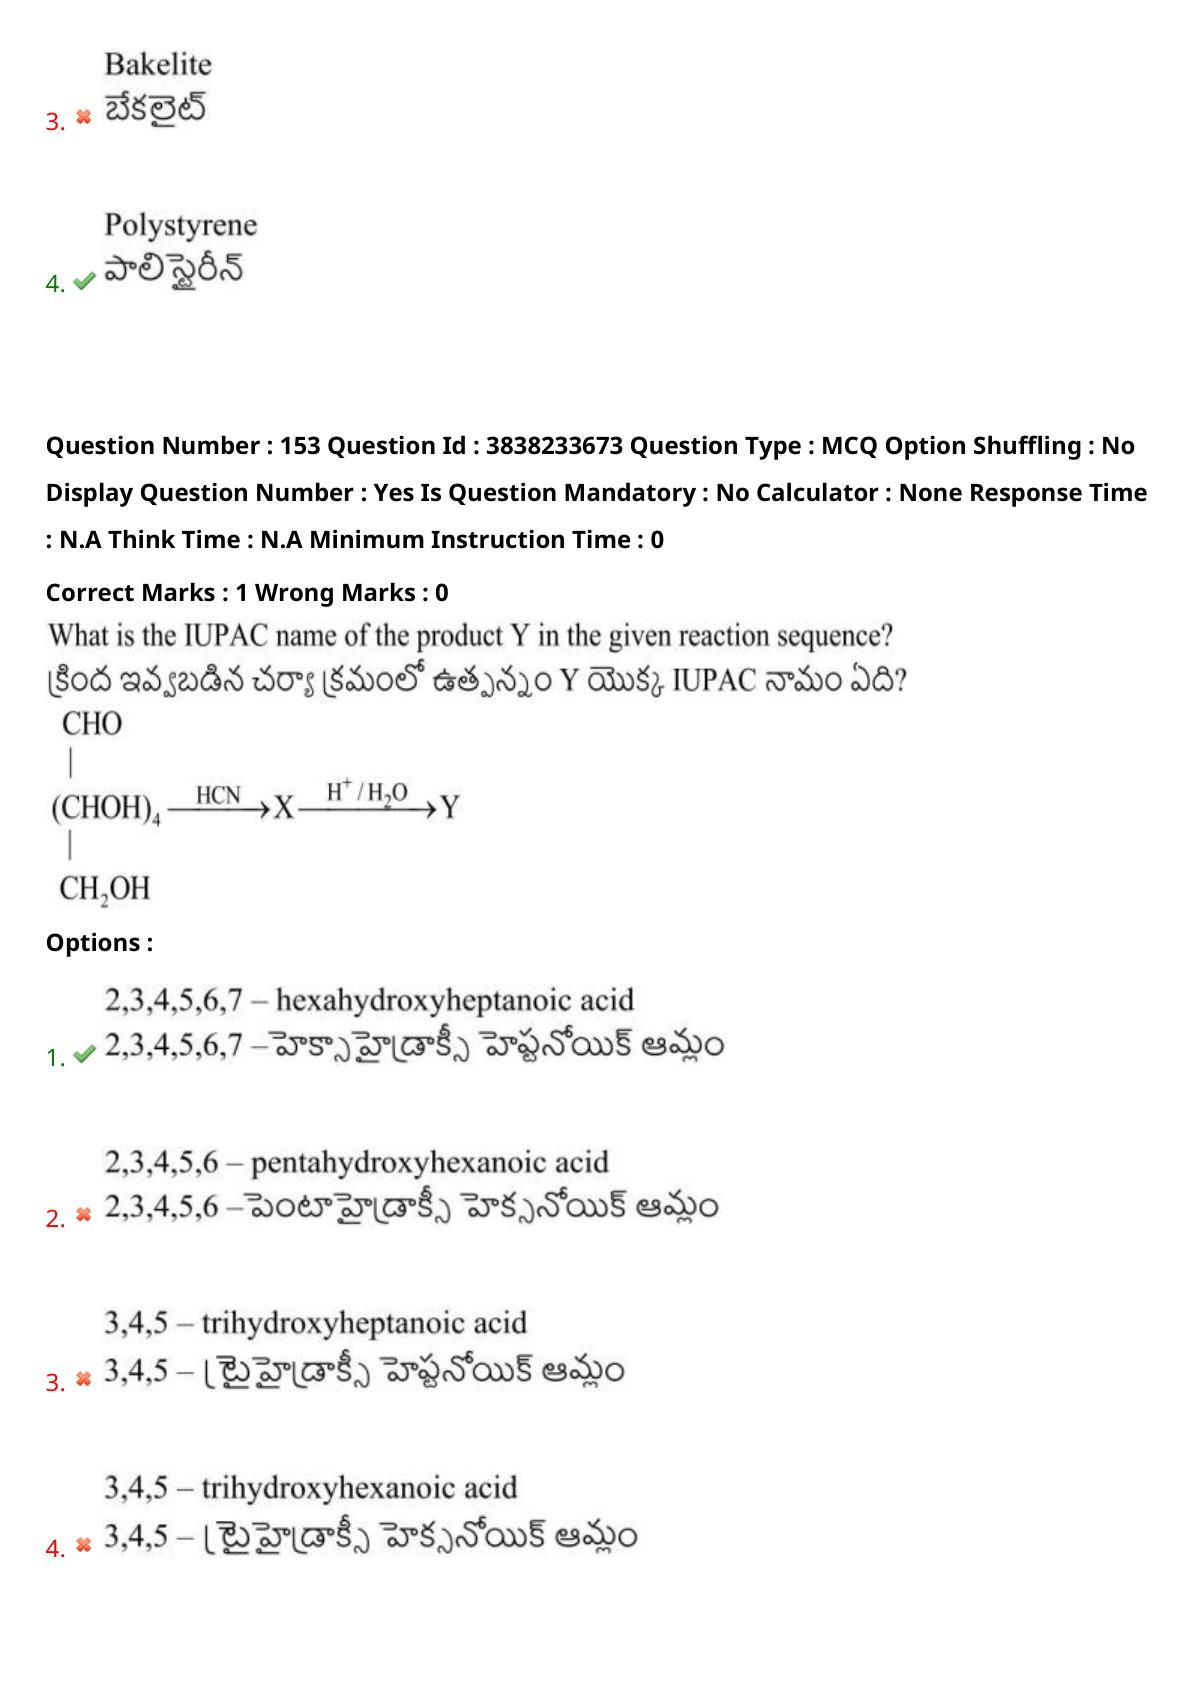 Bakelite
3. బేకలైట్
Polystyrene
4. పాలిస్టైరీన్
Question Number : 153 Question Id : 3838233673 Question Type : MCQ Option Shuffling : No
Display Question Number : Yes Is Question Mandatory : No Calculator : None Response Time
: N.A Think Time : N.A Minimum Instruction Time : 0
Correct Marks : 1 Wrong Marks : 0
What is the IUPAC name of the product Y in the given reaction sequence?
క్రింద ఇవ్వబడిన చర్యా క్రమంలో ఉత్పన్నం Y యొక్క IUPAC నామం ఏది?
CHO
|
(CHOH)₄ —HCN→ X —H⁺/H₂O→ Y
|
CH₂OH
Options :
2,3,4,5,6,7 – hexahydroxyheptanoic acid
1. 2,3,4,5,6,7 –హెక్సాహైడ్రాక్సీ హెప్టనోయిక్ ఆమ్లం
2,3,4,5,6 – pentahydroxyhexanoic acid
2. 2,3,4,5,6 –పెంటాహైడ్రాక్సీ హెక్సనోయిక్ ఆమ్లం
3,4,5 – trihydroxyheptanoic acid
3. 3,4,5 – ట్రైహైడ్రాక్సీ హెప్టనోయిక్ ఆమ్లం
3,4,5 – trihydroxyhexanoic acid
4. 3,4,5 – ట్రైహైడ్రాక్సీ హెక్సనోయిక్ ఆమ్లం